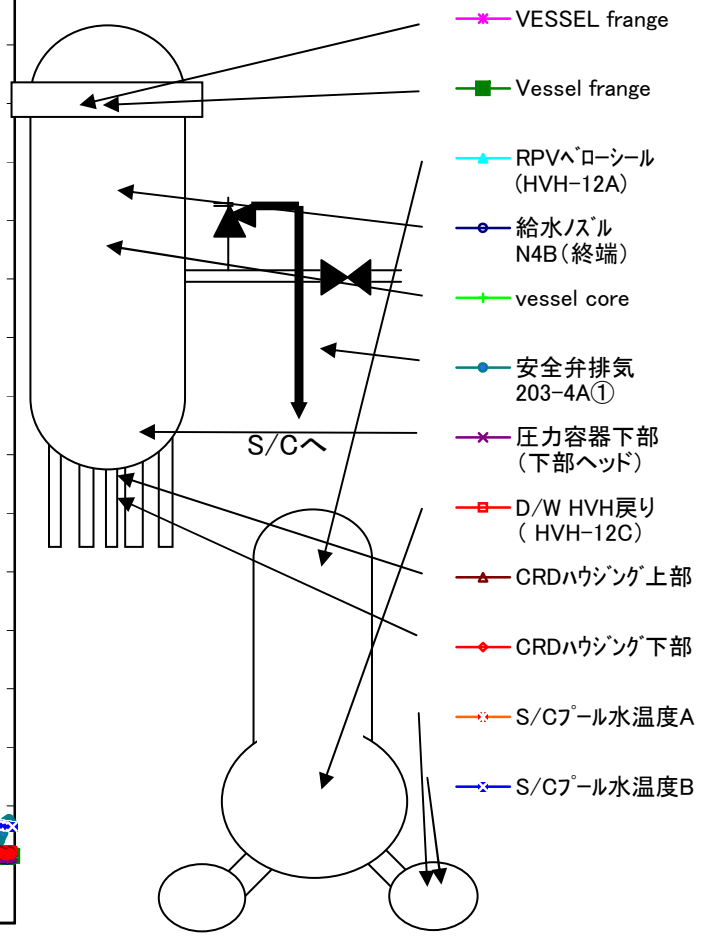 VESSEL frange
Vessel frange
RPVベローシール
(HVH-12A)
給水ノズル
N4B(終端)
vessel core
安全弁排気
203-4A①
S/Cへ
圧力容器下部
(下部ヘッド)
D/W HVH戻り
( HVH-12C)
CRDハウジング上部
CRDハウジング下部
S/Cプール水温度A
S/Cプール水温度B